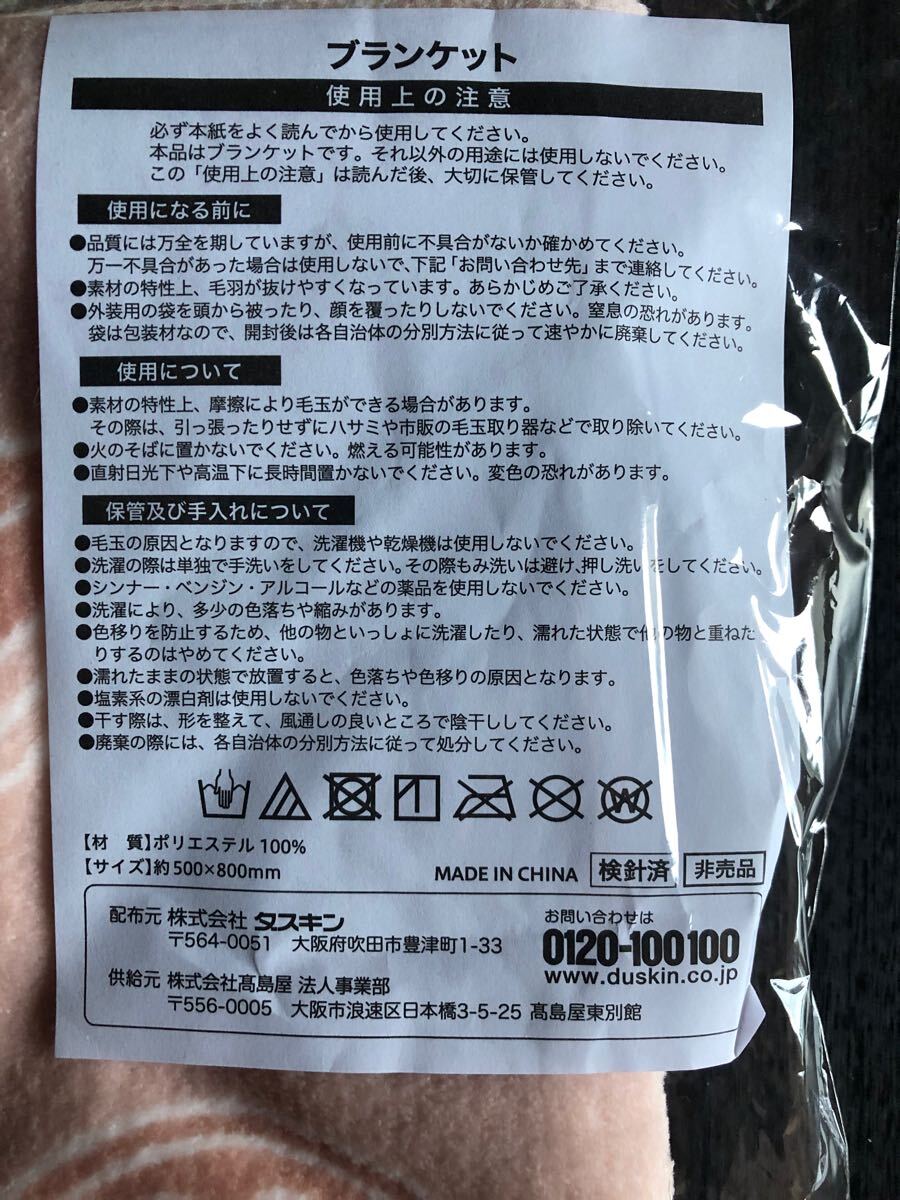 ブランケット
使用上の注意
必ず本紙をよく読んでから使用してください。
本品はブランケットです。それ以外の用途には使用しないでください。
この「使用上の注意」は読んだ後、大切に保管してください。
使用になる前に
●品質には万全を期していますが、使用前に不具合がないか確かめてください。
万一不具合があった場合は使用しないで、下記「お問い合わせ先」まで連絡してください。
●素材の特性上、毛羽が抜けやすくなっています。あらかじめご了承ください。
●外装用の袋を頭から被ったり、顔を覆ったりしないでください。窒息の恐れがあります。
袋は包装材なので、開封後は各自治体の分別方法に従って速やかに廃棄してください。
使用について
●素材の特性上、摩擦により毛玉ができる場合があります。
その際は、引っ張ったりせずにハサミや市販の毛玉取り器などで取り除いてください。
●火のそばに置かないでください。燃える可能性があります。
●直射日光下や高温下に長時間置かないでください。変色の恐れがあります。
保管及び手入れについて
●毛玉の原因となりますので、洗濯機や乾燥機は使用しないでください。
●洗濯の際は単独で手洗いをしてください。その際もみ洗いは避け、押し洗いをしてください。
●シンナー・ベンジン・アルコールなどの薬品を使用しないでください。
●洗濯により、多少の色落ちや縮みがあります。
●色移りを防止するため、他の物といっしょに洗濯したり、濡れた状態で他の物と重ねた
りするのはやめてください。
●濡れたままの状態で放置すると、色落ちや色移りの原因となります。
●塩素系の漂白剤は使用しないでください。
●干す際は、形を整えて、風通しの良いところで陰干ししてください。
●廃棄の際には、各自治体の分別方法に従って処分してください。
W
【材　質】ポリエステル 100%
【サイズ】約500×800mm
MADE IN CHINA 検針済 非売品
配布元 株式会社 ダスキン
〒564-0051 大阪府吹田市豊津町1-33
お問い合わせは
0120-100100
www.duskin.co.jp
供給元 株式会社髙島屋 法人事業部
〒556-0005 大阪市浪速区日本橋3-5-25 髙島屋東別館